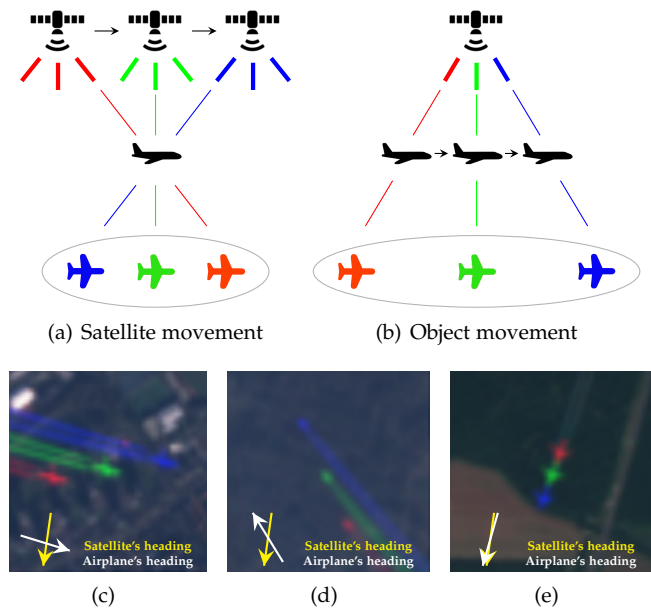 (a) Satellite movement
(b) Object movement
Satellite's heading
Airplane's heading
Satellite's heading
Airplane's heading
Satellite's heading
Airplane's heading
(c)
(d)
(e)